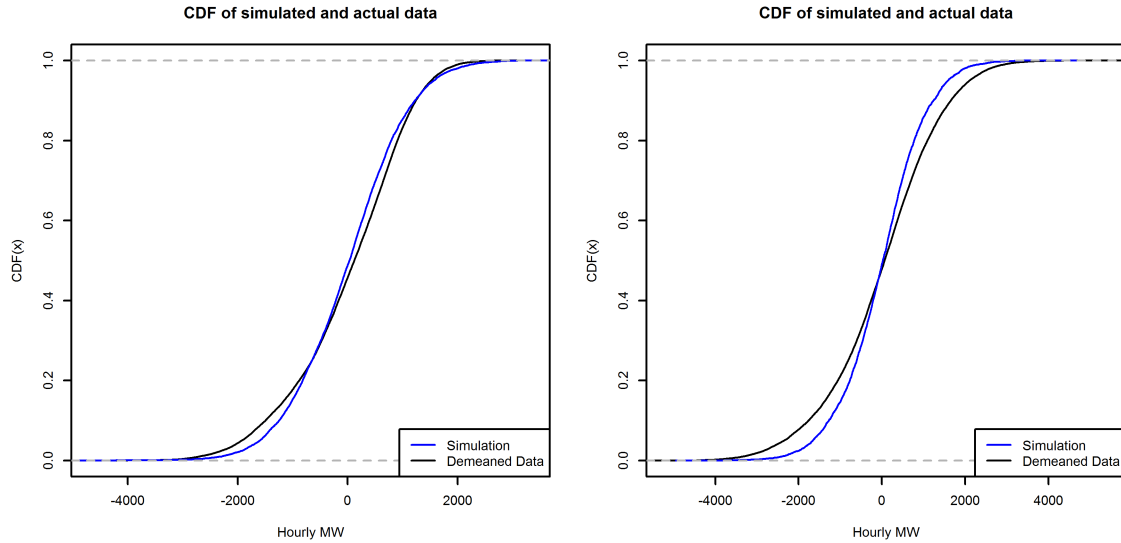 CDF of simulated and actual data
CDF(x)
1.0
0.8
0.6
0.4
0.2
0.0
Simulation
Demeaned Data
-4000
-2000
0
2000
Hourly MW
CDF of simulated and actual data
CDF(x)
1.0
0.8
0.6
0.4
0.2
0.0
Simulation
Demeaned Data
-4000
-2000
0
2000
4000
Hourly MW